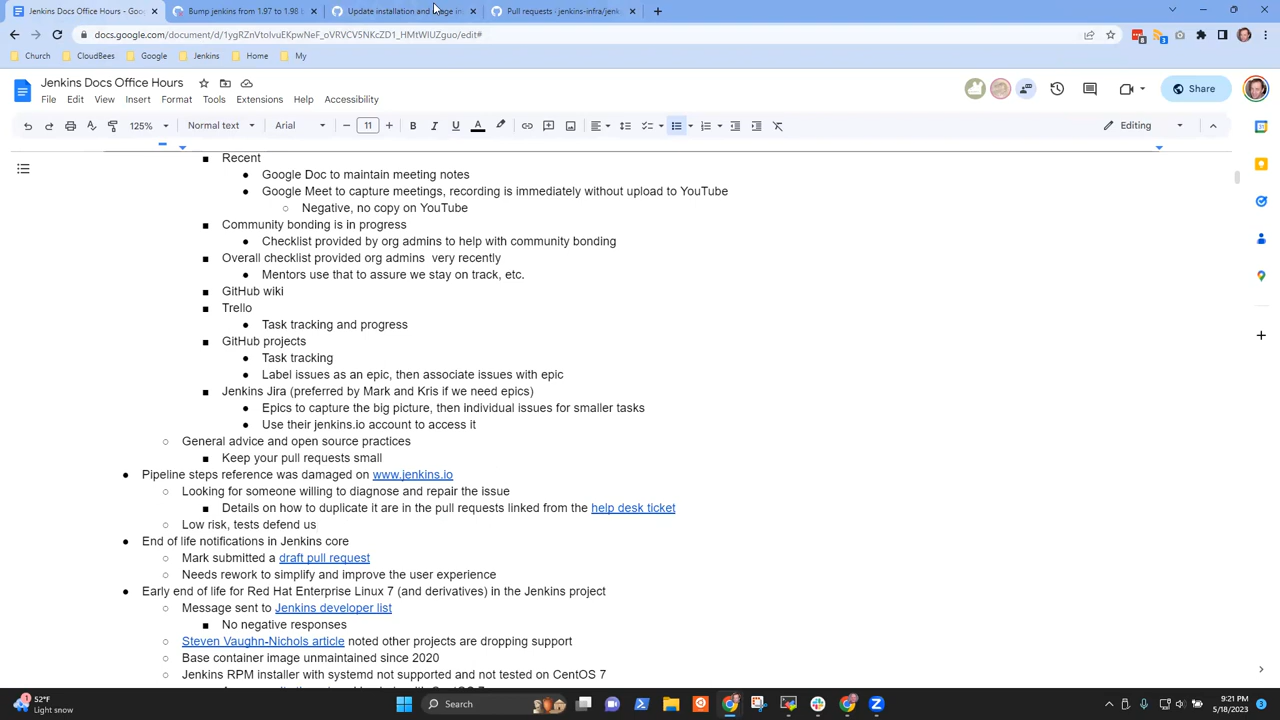 Jenkins Docs Office Hours - Goog
Bump jenkins from 1.97 to 1.98 b
Update installation and
Pull requests · jenkins-infra/jenk
docs.google.com/document/d/1ygRZnVtoIvuEKpwNeF_oVRVCV5NKcZD1_HMtWIUZguo/edit#
Church
CloudBees
Google
Jenkins
Home
My
Jenkins Docs Office Hours
File Edit View Insert Format Tools Extensions Help Accessibility
Share
125%
Normal text
Arial
11
Editing
Recent
Google Doc to maintain meeting notes
Google Meet to capture meetings, recording is immediately without upload to YouTube
Negative, no copy on YouTube
Community bonding is in progress
Checklist provided by org admins to help with community bonding
Overall checklist provided org admins very recently
Mentors use that to assure we stay on track, etc.
GitHub wiki
Trello
Task tracking and progress
GitHub projects
Task tracking
Label issues as an epic, then associate issues with epic
Jenkins Jira (preferred by Mark and Kris if we need epics)
Epics to capture the big picture, then individual issues for smaller tasks
Use their jenkins.io account to access it
General advice and open source practices
Keep your pull requests small
Pipeline steps reference was damaged on www.jenkins.io
Looking for someone willing to diagnose and repair the issue
Details on how to duplicate it are in the pull requests linked from the help desk ticket
Low risk, tests defend us
End of life notifications in Jenkins core
Mark submitted a draft pull request
Needs rework to simplify and improve the user experience
Early end of life for Red Hat Enterprise Linux 7 (and derivatives) in the Jenkins project
Message sent to Jenkins developer list
No negative responses
Steven Vaughn-Nichols article noted other projects are dropping support
Base container image unmaintained since 2020
Jenkins RPM installer with systemd not supported and not tested on CentOS 7
52°F
Light snow
Search
9:21 PM
5/18/2023